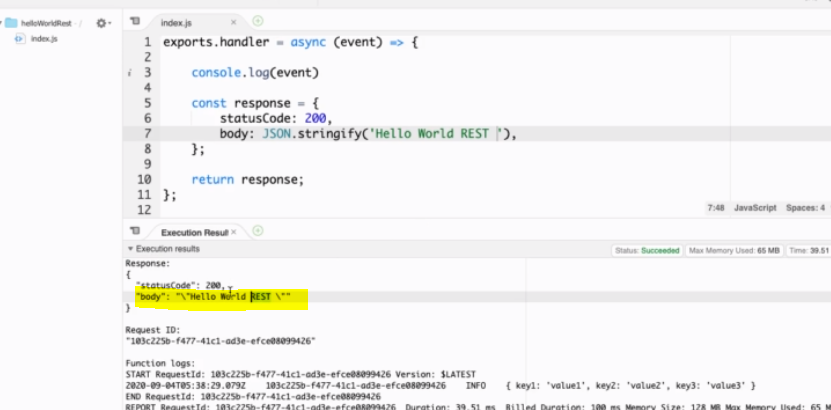 helloWorldRest - /
index.js
index.js
1 exports.handler = async (event) => {
2
3 console.log(event)
4
5 const response = {
6 statusCode: 200,
7 body: JSON.stringify('Hello World REST '),
8 };
9
10 return response;
11 };
12
7:48 JavaScript Spaces: 4
Execution Result
Execution results
Status: Succeeded Max Memory Used: 65 MB Time: 39.51
Response:
{
"statusCode": 200,
"body": "\"Hello World REST \""
}
Request ID:
"103c225b-f477-41c1-ad3e-efce08099426"
Function logs:
START RequestId: 103c225b-f477-41c1-ad3e-efce08099426 Version: $LATEST
2020-09-04T05:38:29.079Z 103c225b-f477-41c1-ad3e-efce08099426 INFO { key1: 'value1', key2: 'value2', key3: 'value3' }
END RequestId: 103c225b-f477-41c1-ad3e-efce08099426
REPORT RequestId: 103c225b-f477-41c1-ad3e-efce08099426 Duration: 39.51 ms Billed Duration: 100 ms Memory Size: 128 MB Max Memory Used: 65 M